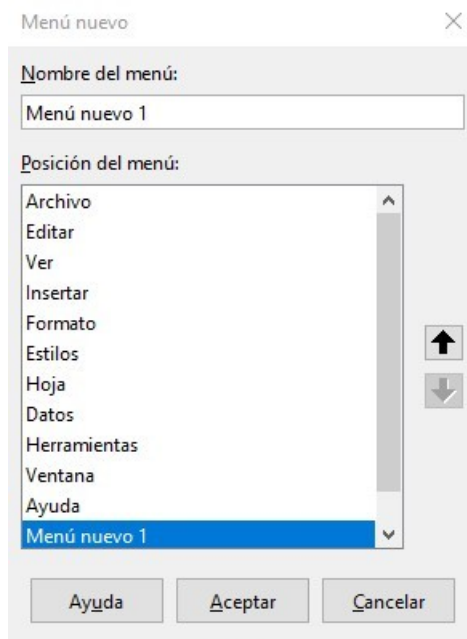 Menú nuevo
Nombre del menú:
Menú nuevo 1
Posición del menú:
Archivo
Editar
Ver
Insertar
Formato
Estilos
Hoja
Datos
Herramientas
Ventana
Ayuda
Menú nuevo 1
Ayuda Aceptar Cancelar